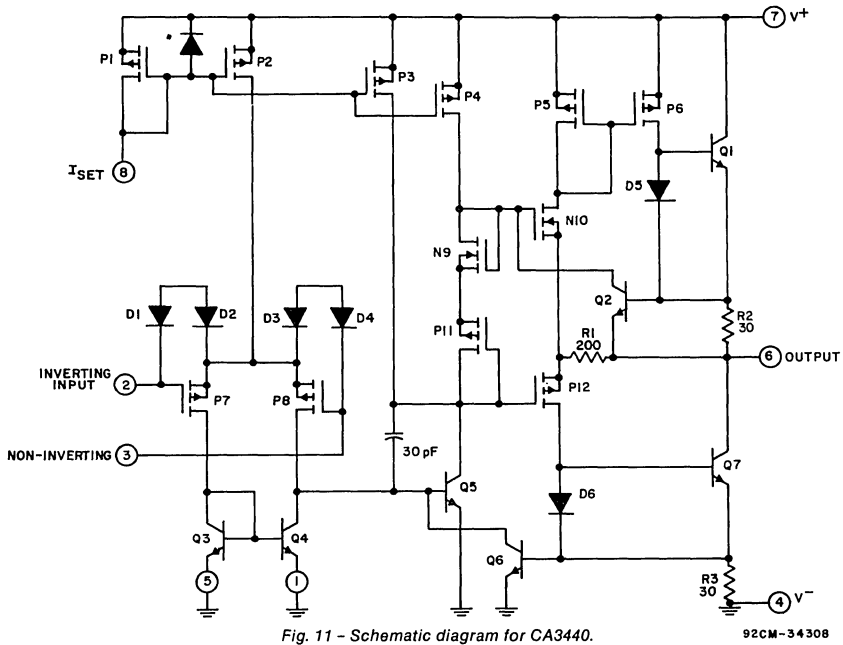 7 V+
P1
P2
P3
P4
P5
P6
Q1
8
ISET
D5
N10
N9
Q2
R2
30
D1
D2
D3
D4
P11
R1
200
6 OUTPUT
INVERTING
INPUT 2
P7
P8
P12
NON-INVERTING 3
30 pF
Q5
Q7
D6
Q3
Q4
Q6
5
1
R3
30
4 V-
Fig. 11 – Schematic diagram for CA3440.
92CM-34308